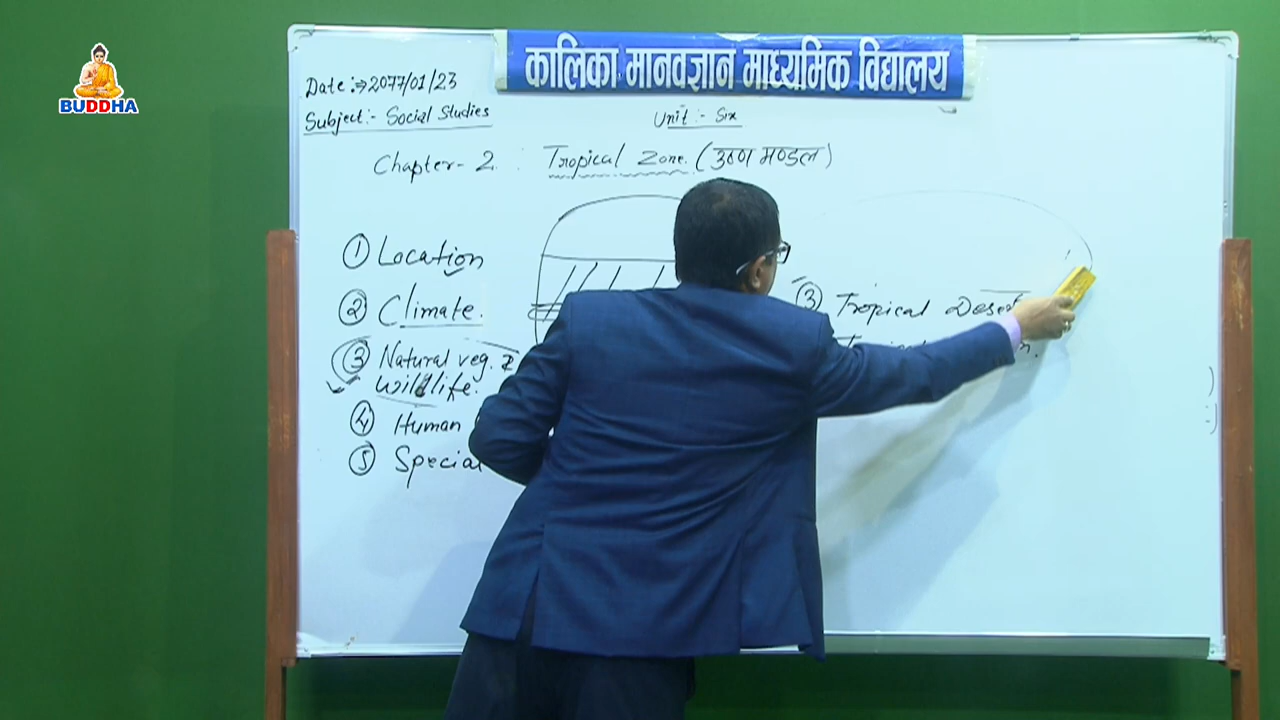 BUDDHA
कालिका मानवज्ञान माध्यमिक विद्यालय
Date:⇒2077/01/23
Subject:- Social Studies
Unit:- Six
Chapter-2 : Tropical Zone. (उष्ण मण्डल)
① Location
② Climate.
③ Natural veg. &
Wildlife.
④ Human
⑤ Special
③ Tropical Desert